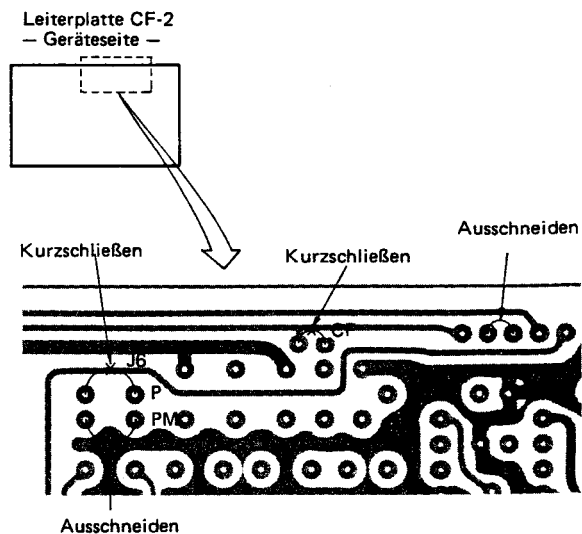 Leiterplatte CF-2
— Geräteseite —
Kurzschließen
Kurzschließen
Ausschneiden
CF
J6
P
PM
Ausschneiden